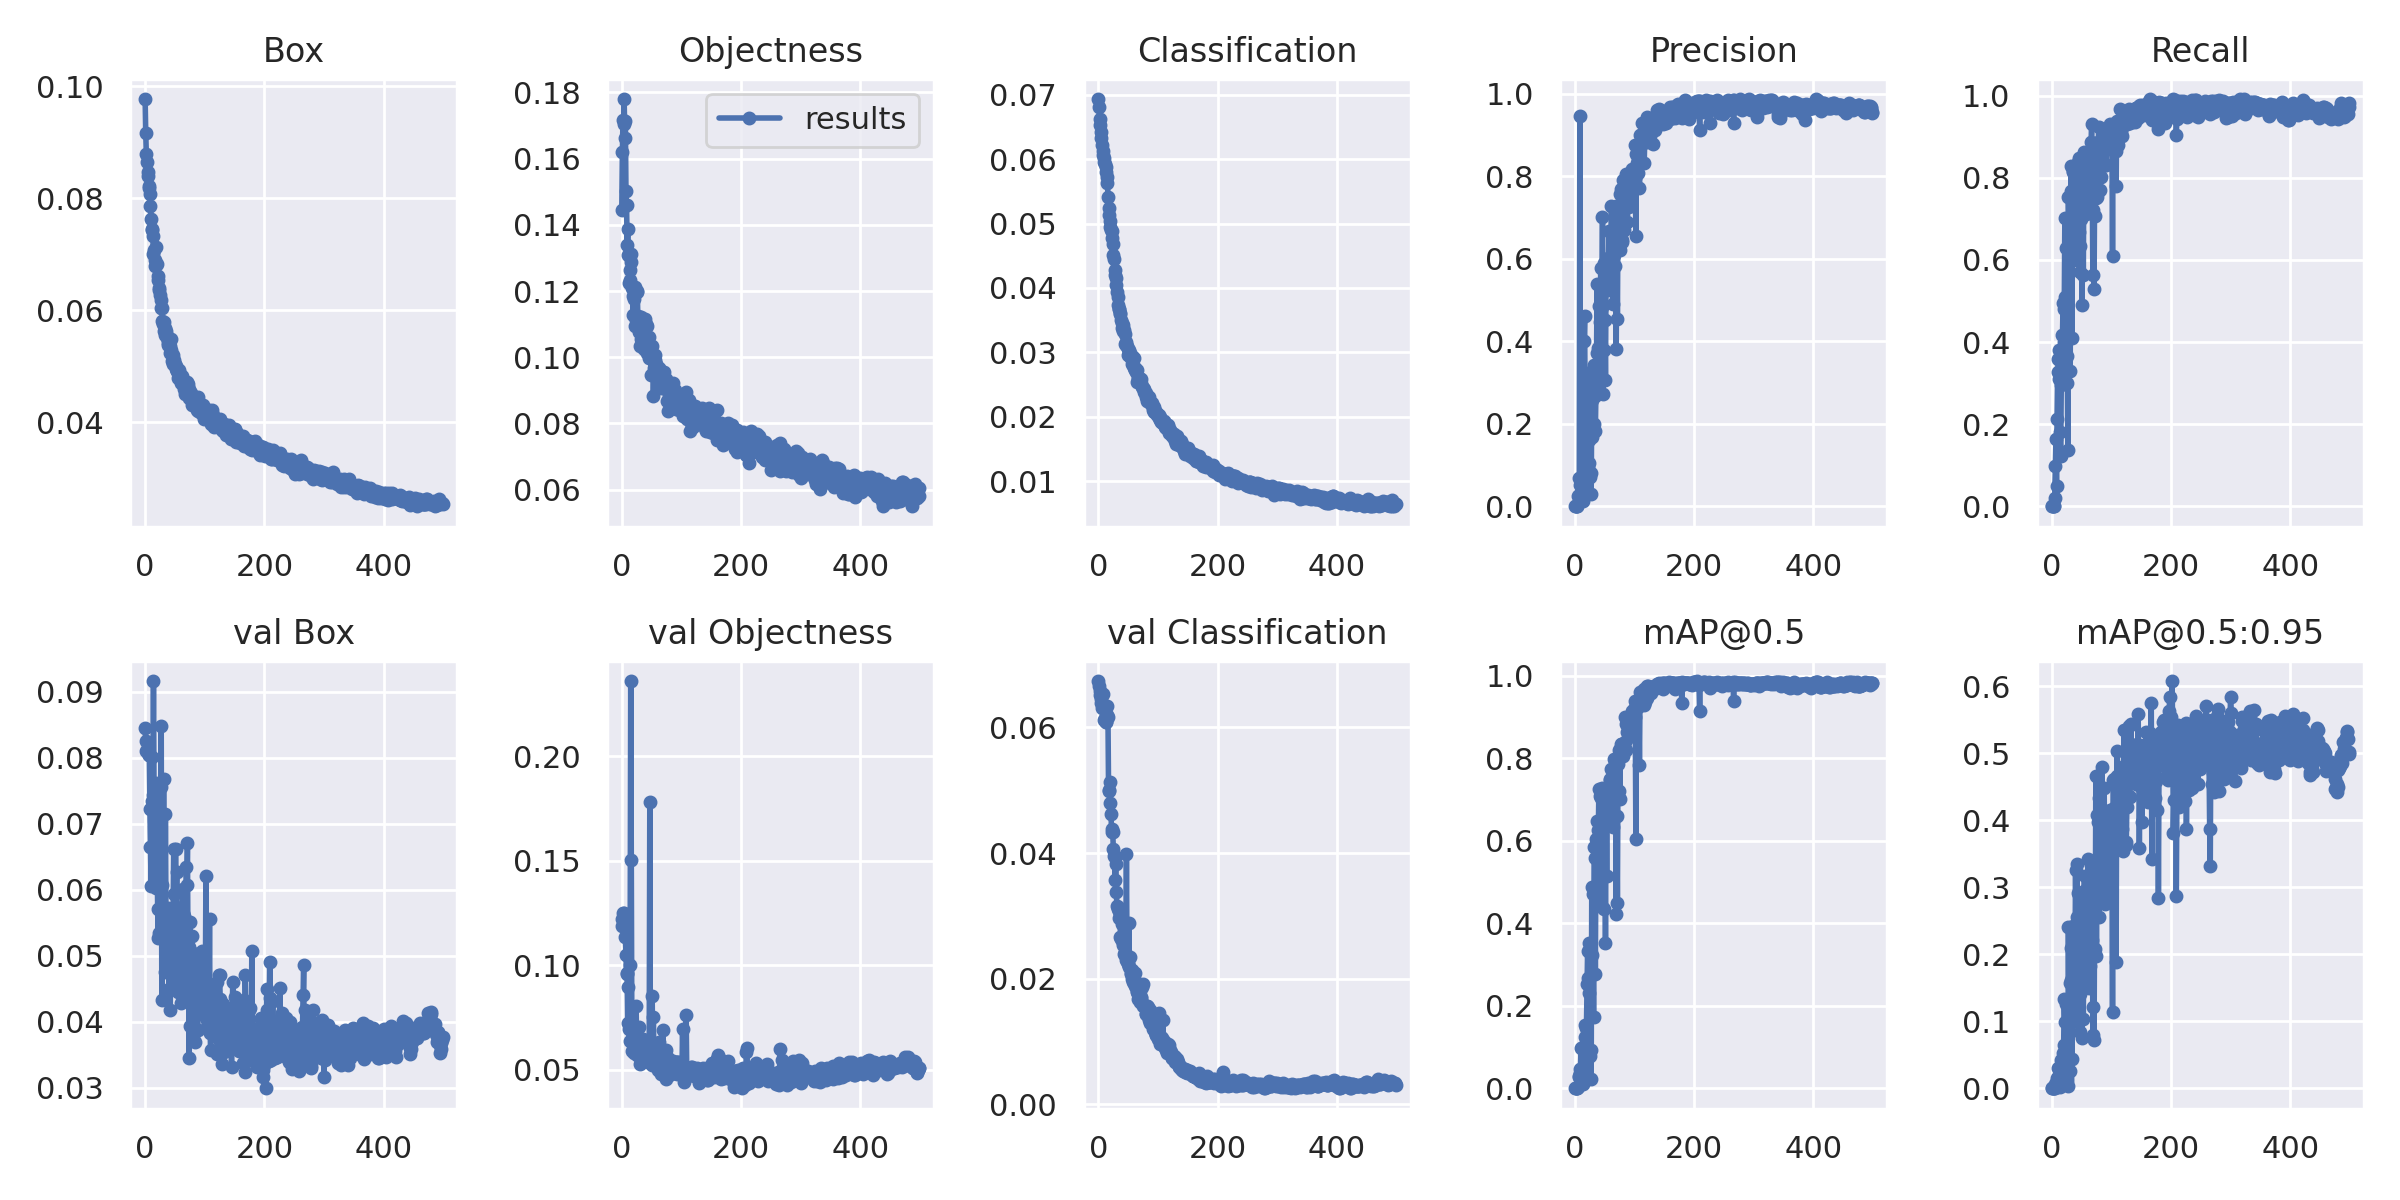 Box
Objectness
Classification
Precision
Recall
0.10
0.08
0.06
0.04
0 200 400
results
0.18
0.16
0.14
0.12
0.10
0.08
0.06
0 200 400
0.07
0.06
0.05
0.04
0.03
0.02
0.01
0 200 400
1.0
0.8
0.6
0.4
0.2
0.0
0 200 400
1.0
0.8
0.6
0.4
0.2
0.0
0 200 400
val Box
val Objectness
val Classification
mAP@0.5
mAP@0.5:0.95
0.09
0.08
0.07
0.06
0.05
0.04
0.03
0 200 400
0.20
0.15
0.10
0.05
0 200 400
0.06
0.04
0.02
0.00
0 200 400
1.0
0.8
0.6
0.4
0.2
0.0
0 200 400
0.6
0.5
0.4
0.3
0.2
0.1
0.0
0 200 400